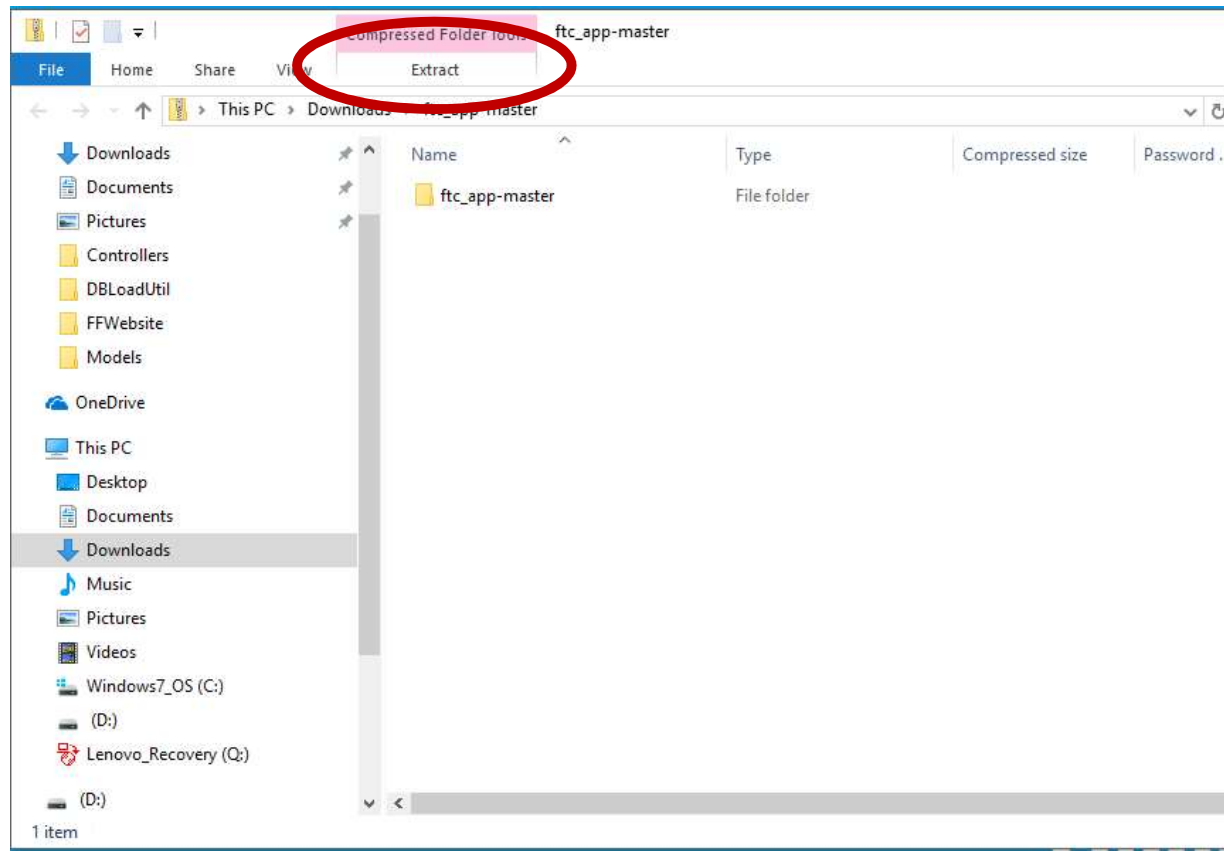 Compressed Folder Tools ftc_app-master
File Home Share View Extract
This PC > Downloads > ftc_app-master
Name Type Compressed size Password .
Downloads
Documents
Pictures
Controllers
DBLoadUtil
FFWebsite
Models
OneDrive
This PC
Desktop
Documents
Downloads
Music
Pictures
Videos
Windows7_OS (C:)
(D:)
Lenovo_Recovery (Q:)
(D:)
ftc_app-master File folder
1 item